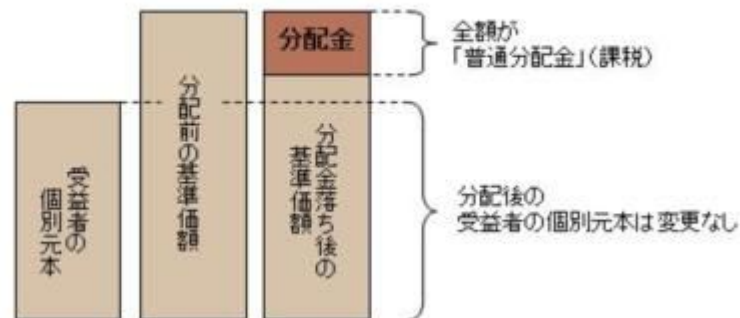 分配金
全額が
「普通分配金」(課税)
受益者の
個別元本
分配前の基準価額
分配金落ち後の
基準価額
分配後の
受益者の個別元本は変更なし